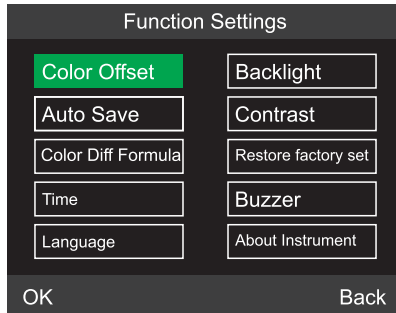 Function Settings
Color Offset
Backlight
Auto Save
Contrast
Color Diff Formula
Restore factory set
Time
Buzzer
Language
About Instrument
OK
Back